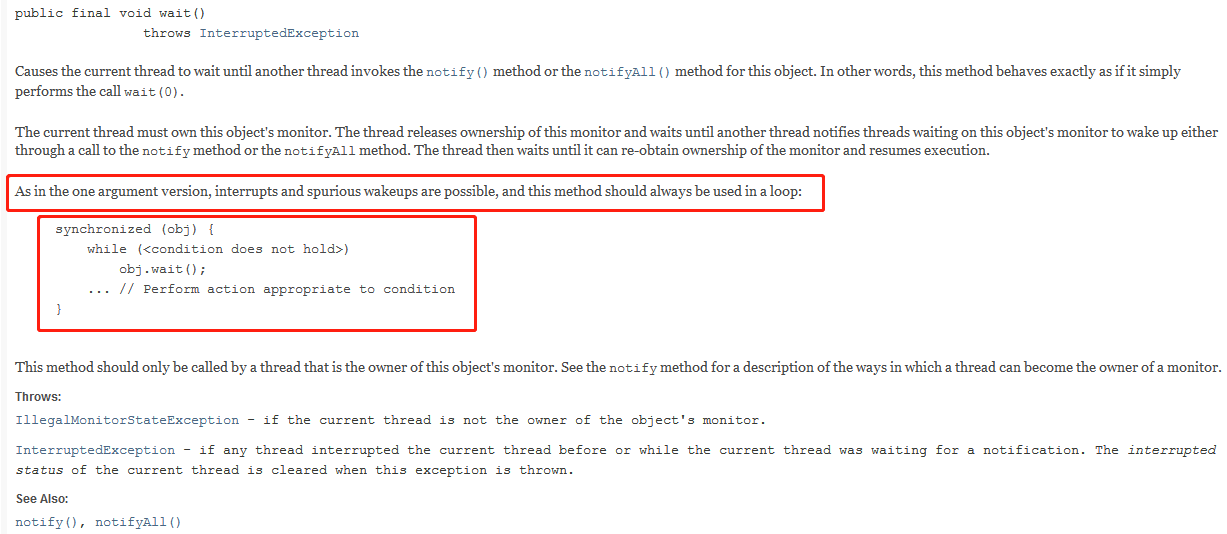 public final void wait()
throws InterruptedException
Causes the current thread to wait until another thread invokes the notify() method or the notifyAll() method for this object. In other words, this method behaves exactly as if it simply
performs the call wait(0).
The current thread must own this object's monitor. The thread releases ownership of this monitor and waits until another thread notifies threads waiting on this object's monitor to wake up either
through a call to the notify method or the notifyAll method. The thread then waits until it can re-obtain ownership of the monitor and resumes execution.
As in the one argument version, interrupts and spurious wakeups are possible, and this method should always be used in a loop:
synchronized (obj) {
while (<condition does not hold>)
obj.wait();
... // Perform action appropriate to condition
}
This method should only be called by a thread that is the owner of this object's monitor. See the notify method for a description of the ways in which a thread can become the owner of a monitor.
Throws:
IllegalMonitorStateException - if the current thread is not the owner of the object's monitor.
InterruptedException - if any thread interrupted the current thread before or while the current thread was waiting for a notification. The interrupted
status of the current thread is cleared when this exception is thrown.
See Also:
notify(), notifyAll()